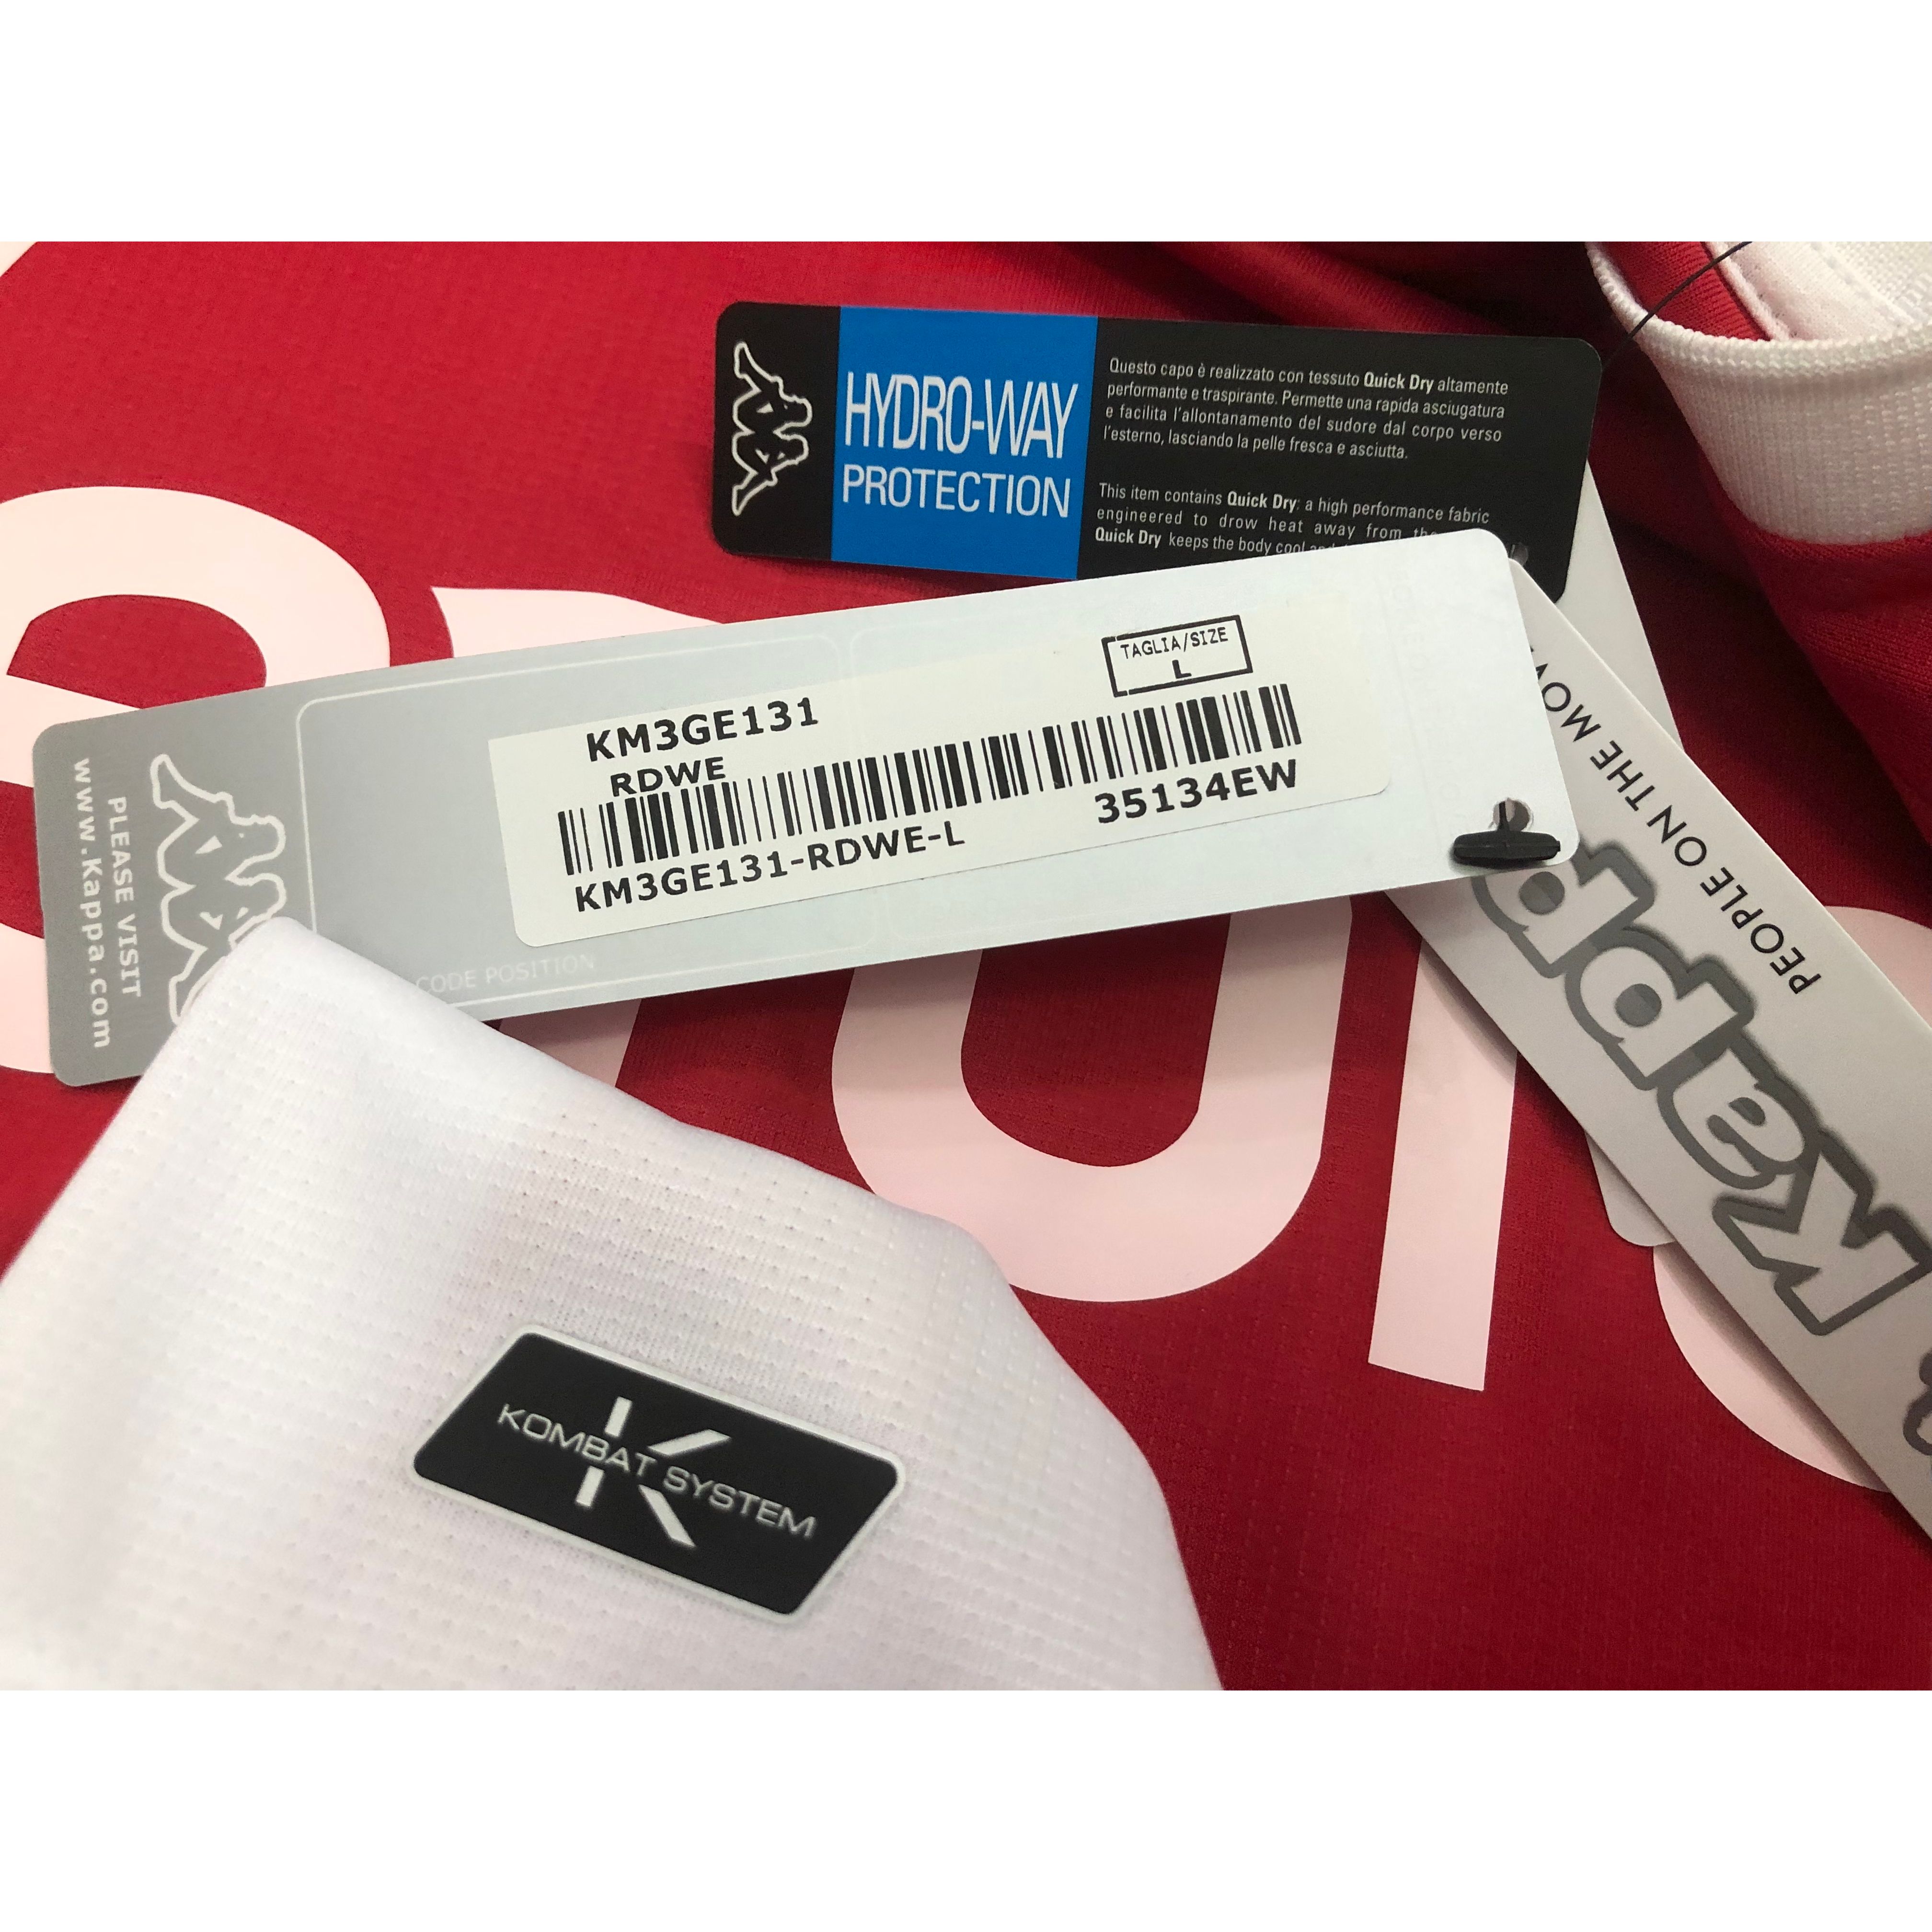 HYDRO-WAY
PROTECTION
Questo capo è realizzato con tessuto Quick Dry altamente
performante e traspirante. Permette una rapida asciugatura
e facilita l'allontanamento del sudore dal corpo verso
l'esterno, lasciando la pelle fresca e asciutta.
This item contains Quick Dry: a high performance fabric
engineered to drow heat away from
Quick Dry keeps the body cool
TAGLIA/SIZE
L
KM3GE131
RDWE
KM3GE131-RDWE-L
35134EW
CODE POSITION
PLEASE VISIT
www.Kappa.com
PEOPLE ON THE
Kappa
KOMBAT SYSTEM
K